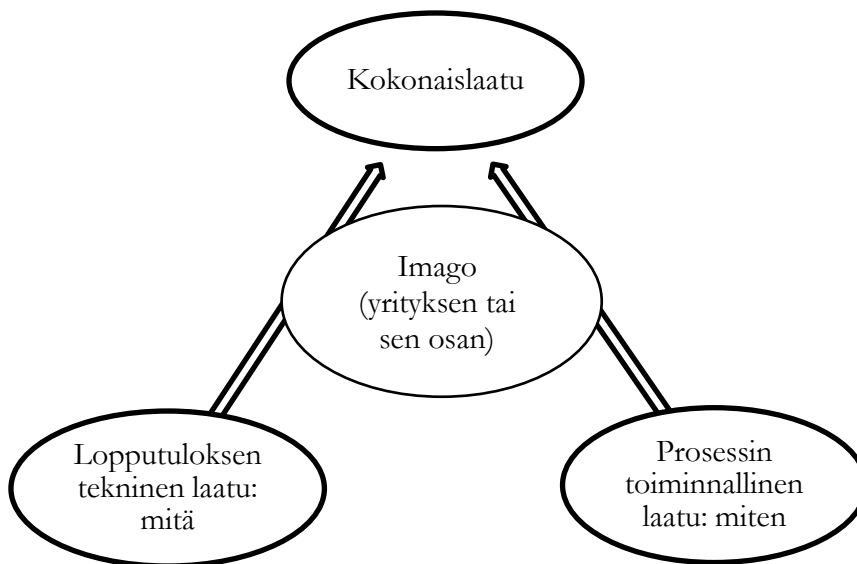 Kokonaislaatu
Imago
(yrityksen tai
sen osan)
Lopputuloksen
tekninen laatu:
mitä
Prosessin
toiminnallinen
laatu: miten